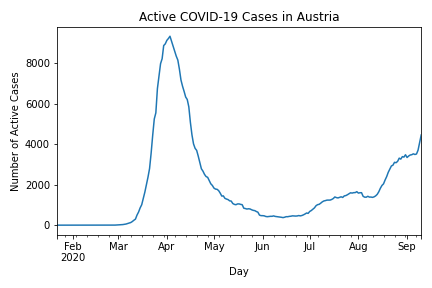 Active COVID-19 Cases in Austria
Number of Active Cases
8000
6000
4000
2000
0
Feb Mar Apr May Jun Jul Aug Sep
2020
Day